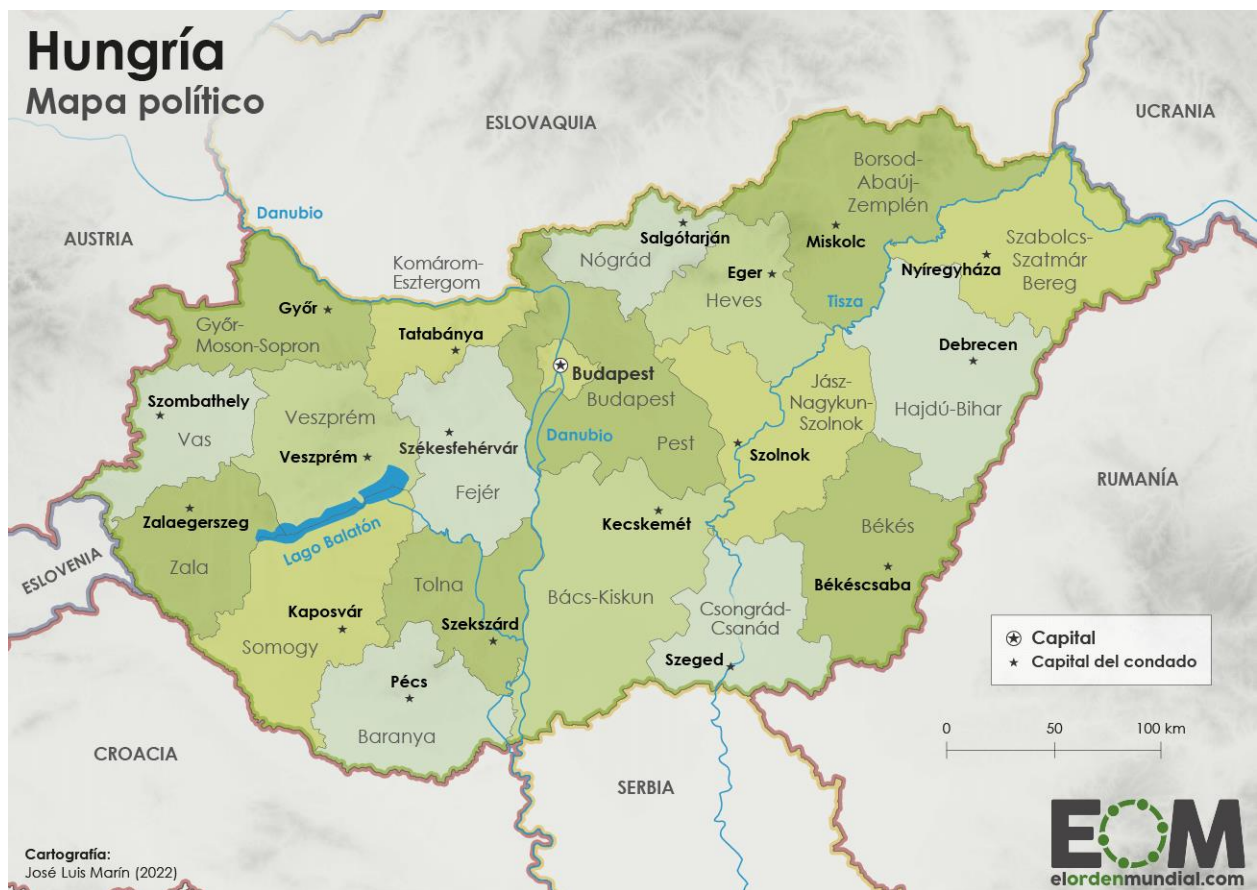 Hungría
Mapa político
ESLOVAQUIA
UCRANIA
AUSTRIA
Danubio
Borsod-
Abaúj-
Zemplén
Miskolc
Salgótarján
Nógrád
Szabolcs-
Szatmár
Bereg
Nyíregyháza
Komárom-
Esztergom
Eger
Heves
Tisza
Győr
Győr-
Moson-Sopron
Tatabánya
Debrecen
Hajdú-Bihar
Budapest
Budapest
Jász-
Nagykun-
Szolnok
Szombathely
Vas
Veszprém
Veszprém
Székesfehérvár
Fejér
Danubio
Pest
Szolnok
RUMANÍA
Zalaegerszeg
Zala
Lago Balatón
Kecskemét
Békés
Békéscsaba
ESLOVENIA
Tolna
Bács-Kiskun
Csongrád-
Csanád
Kaposvár
Somogy
Szekszárd
Szeged
Pécs
Baranya
CROACIA
SERBIA
Capital
Capital del condado
0 50 100 km
Cartografía:
José Luis Marín (2022)
EOM
elordenmundial.com